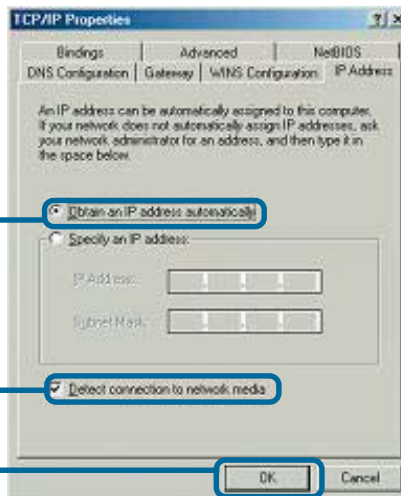 TCP/IP Properties
Bindings Advanced NetBIOS
DNS Configuration Gateway WINS Configuration IP Address
An IP address can be automatically assigned to this computer.
If your network does not automatically assign IP addresses, ask
your network administrator for an address, and then type it in
the space below.
Obtain an IP address automatically
Specify an IP address:
IP Address:
Subnet Mask:
Detect connection to network media
OK Cancel